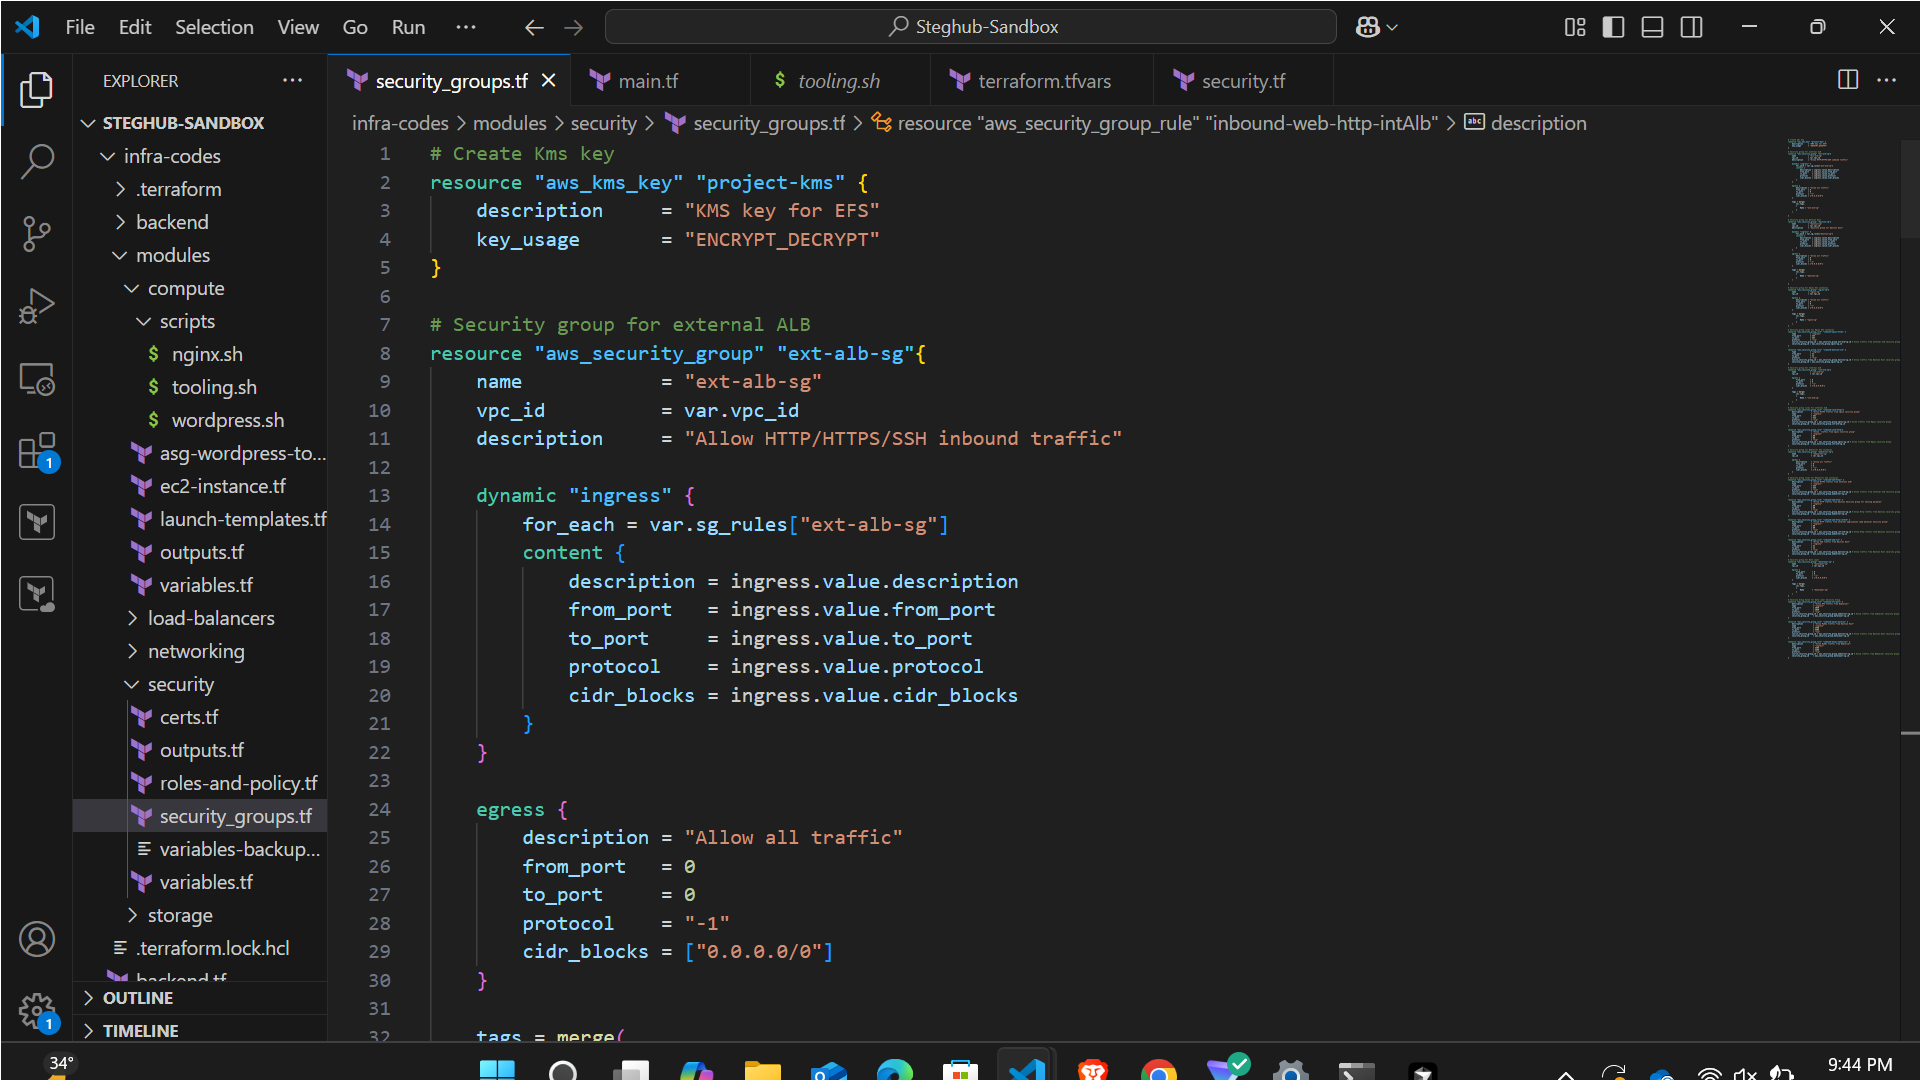 File Edit Selection View Go Run ···
Steghub-Sandbox
EXPLORER
security_groups.tf
main.tf
tooling.sh
terraform.tfvars
security.tf
infra-codes > modules > security > security_groups.tf > resource "aws_security_group_rule" "inbound-web-http-intAlb" > description
STEGHUB-SANDBOX
infra-codes
.terraform
backend
modules
compute
scripts
$ nginx.sh
$ tooling.sh
$ wordpress.sh
asg-wordpress-to...
ec2-instance.tf
launch-templates.tf
outputs.tf
variables.tf
load-balancers
networking
security
certs.tf
outputs.tf
roles-and-policy.tf
security_groups.tf
variables-backup...
variables.tf
storage
.terraform.lock.hcl
backend.tf
OUTLINE
TIMELINE
1
1
1 # Create Kms key
2 resource "aws_kms_key" "project-kms" {
3     description     = "KMS key for EFS"
4     key_usage       = "ENCRYPT_DECRYPT"
5 }
6
7 # Security group for external ALB
8 resource "aws_security_group" "ext-alb-sg"{
9     name            = "ext-alb-sg"
10     vpc_id          = var.vpc_id
11     description     = "Allow HTTP/HTTPS/SSH inbound traffic"
12
13     dynamic "ingress" {
14         for_each = var.sg_rules["ext-alb-sg"]
15         content {
16             description = ingress.value.description
17             from_port   = ingress.value.from_port
18             to_port     = ingress.value.to_port
19             protocol    = ingress.value.protocol
20             cidr_blocks = ingress.value.cidr_blocks
21         }
22     }
23
24     egress {
25         description = "Allow all traffic"
26         from_port   = 0
27         to_port     = 0
28         protocol    = "-1"
29         cidr_blocks = ["0.0.0.0/0"]
30     }
31
32     tags = merge(
34°
9:44 PM